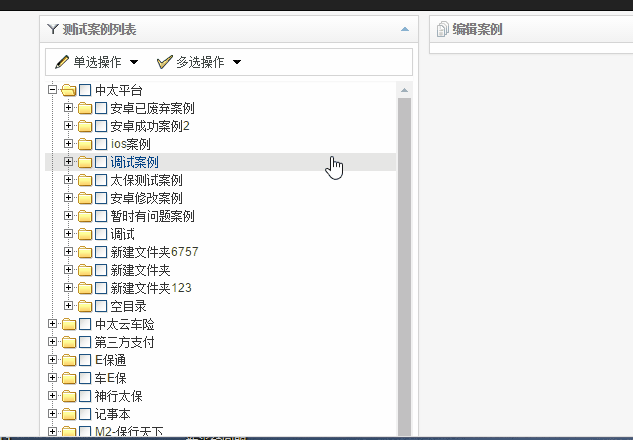 测试案例列表
编辑案例
单选操作 多选操作
中太平台
安卓已废弃案例
安卓成功案例2
ios案例
调试案例
太保测试案例
安卓修改案例
暂时有问题案例
调试
新建文件夹6757
新建文件夹
新建文件夹123
空目录
中太云车险
第三方支付
E保通
车E保
神行太保
记事本
M2-保行天下